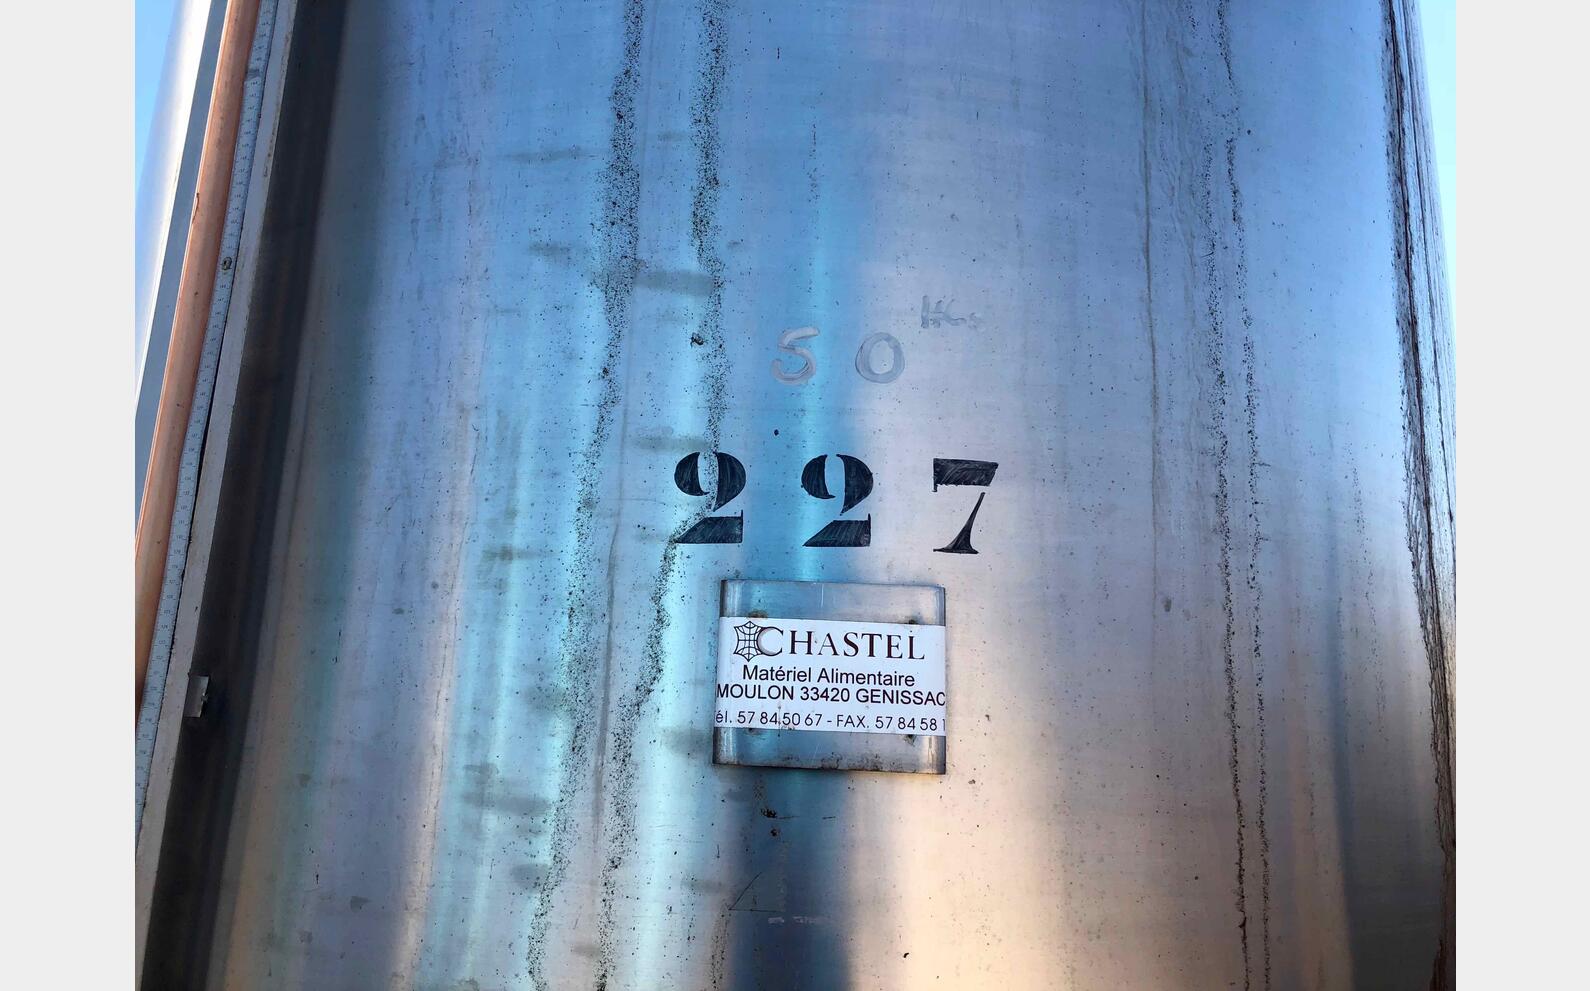 50 HL
227
CHASTEL
Matériel Alimentaire
MOULON 33420 GENISSAC
él. 57 84 50 67 - FAX. 57 84 58 1